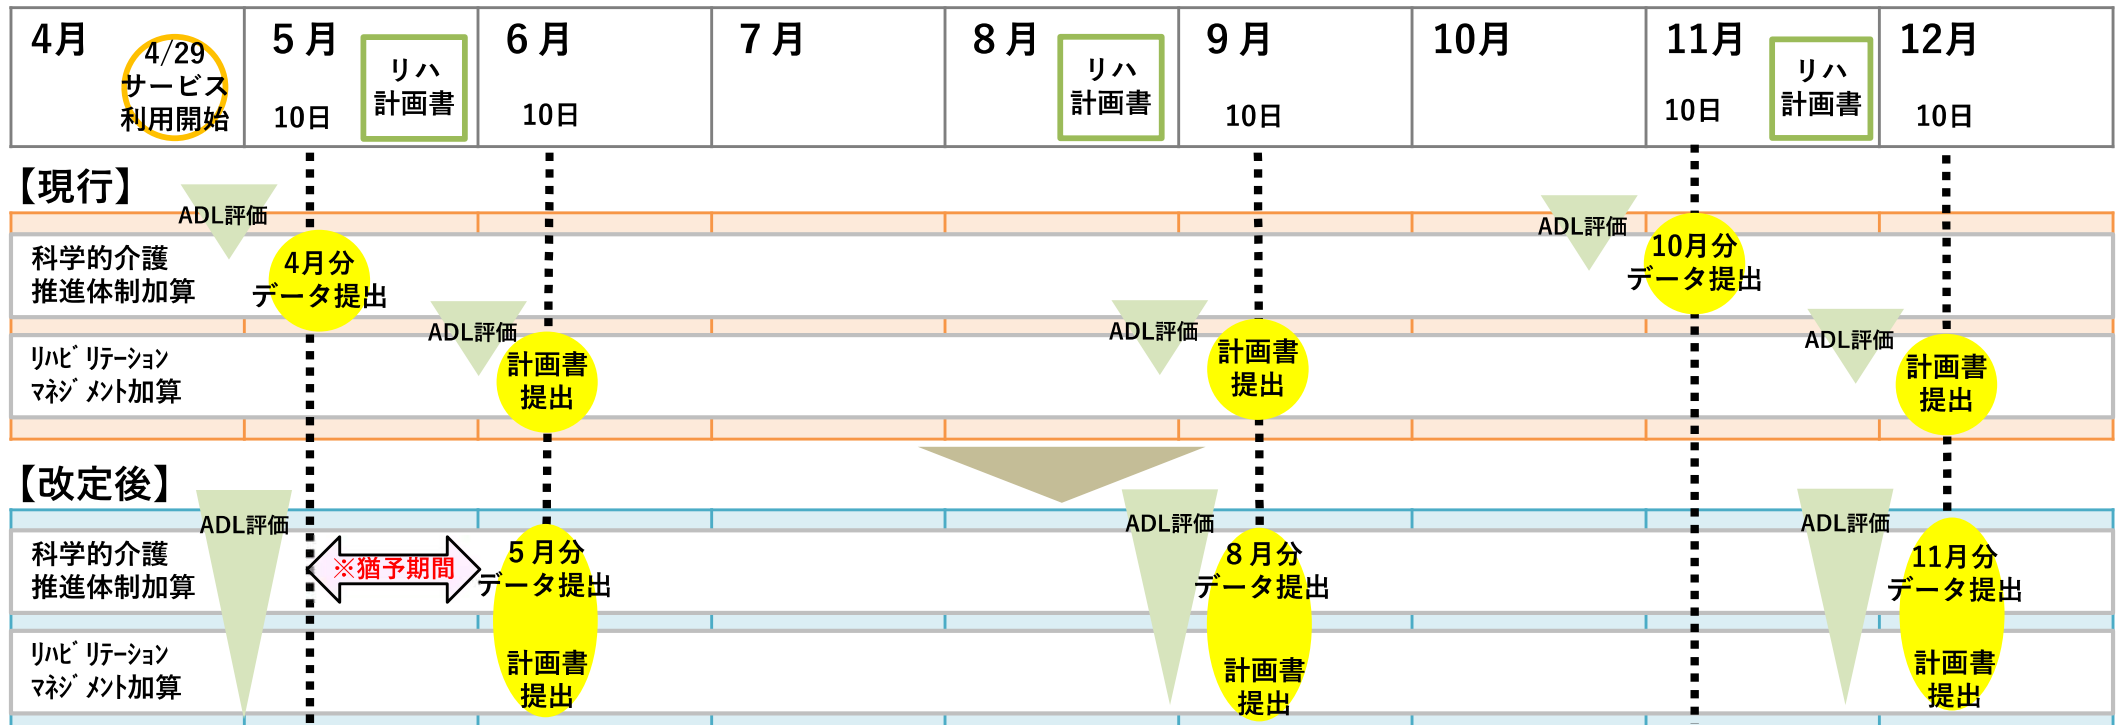 4月
4/29
サービス
利用開始
5月
10日
リハ
計画書
6月
10日
7月
8月
リハ
計画書
9月
10日
10月
11月
10日
リハ
計画書
12月
10日
【現行】
ADL評価
ADL評価
科学的介護
推進体制加算
4月分
データ提出
10月分
データ提出
ADL評価
ADL評価
ADL評価
リハビリテーション
マネジメント加算
計画書
提出
計画書
提出
計画書
提出
【改定後】
ADL評価
ADL評価
ADL評価
科学的介護
推進体制加算
※猶予期間
5月分
データ提出
8月分
データ提出
11月分
データ提出
リハビリテーション
マネジメント加算
計画書
提出
計画書
提出
計画書
提出